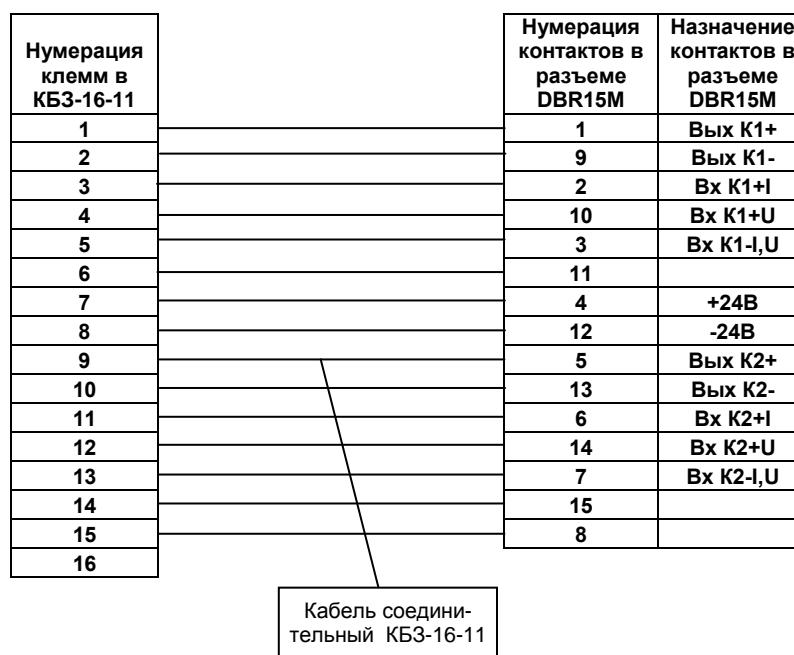 Нумерация клемм в КБЗ-16-11 | Нумерация контактов в разъеме DBR15M | Назначение контактов в разъеме DBR15M
1 | 1 | Вых К1+
2 | 9 | Вых К1-
3 | 2 | Вх К1+I
4 | 10 | Вх К1+U
5 | 3 | Вх К1-I,U
6 | 11
7 | 4 | +24В
8 | 12 | -24В
9 | 5 | Вых К2+
10 | 13 | Вых К2-
11 | 6 | Вх К2+I
12 | 14 | Вх К2+U
13 | 7 | Вх К2-I,U
14 | 15
15 | 8
16
Кабель соедини-
тельный КБЗ-16-11